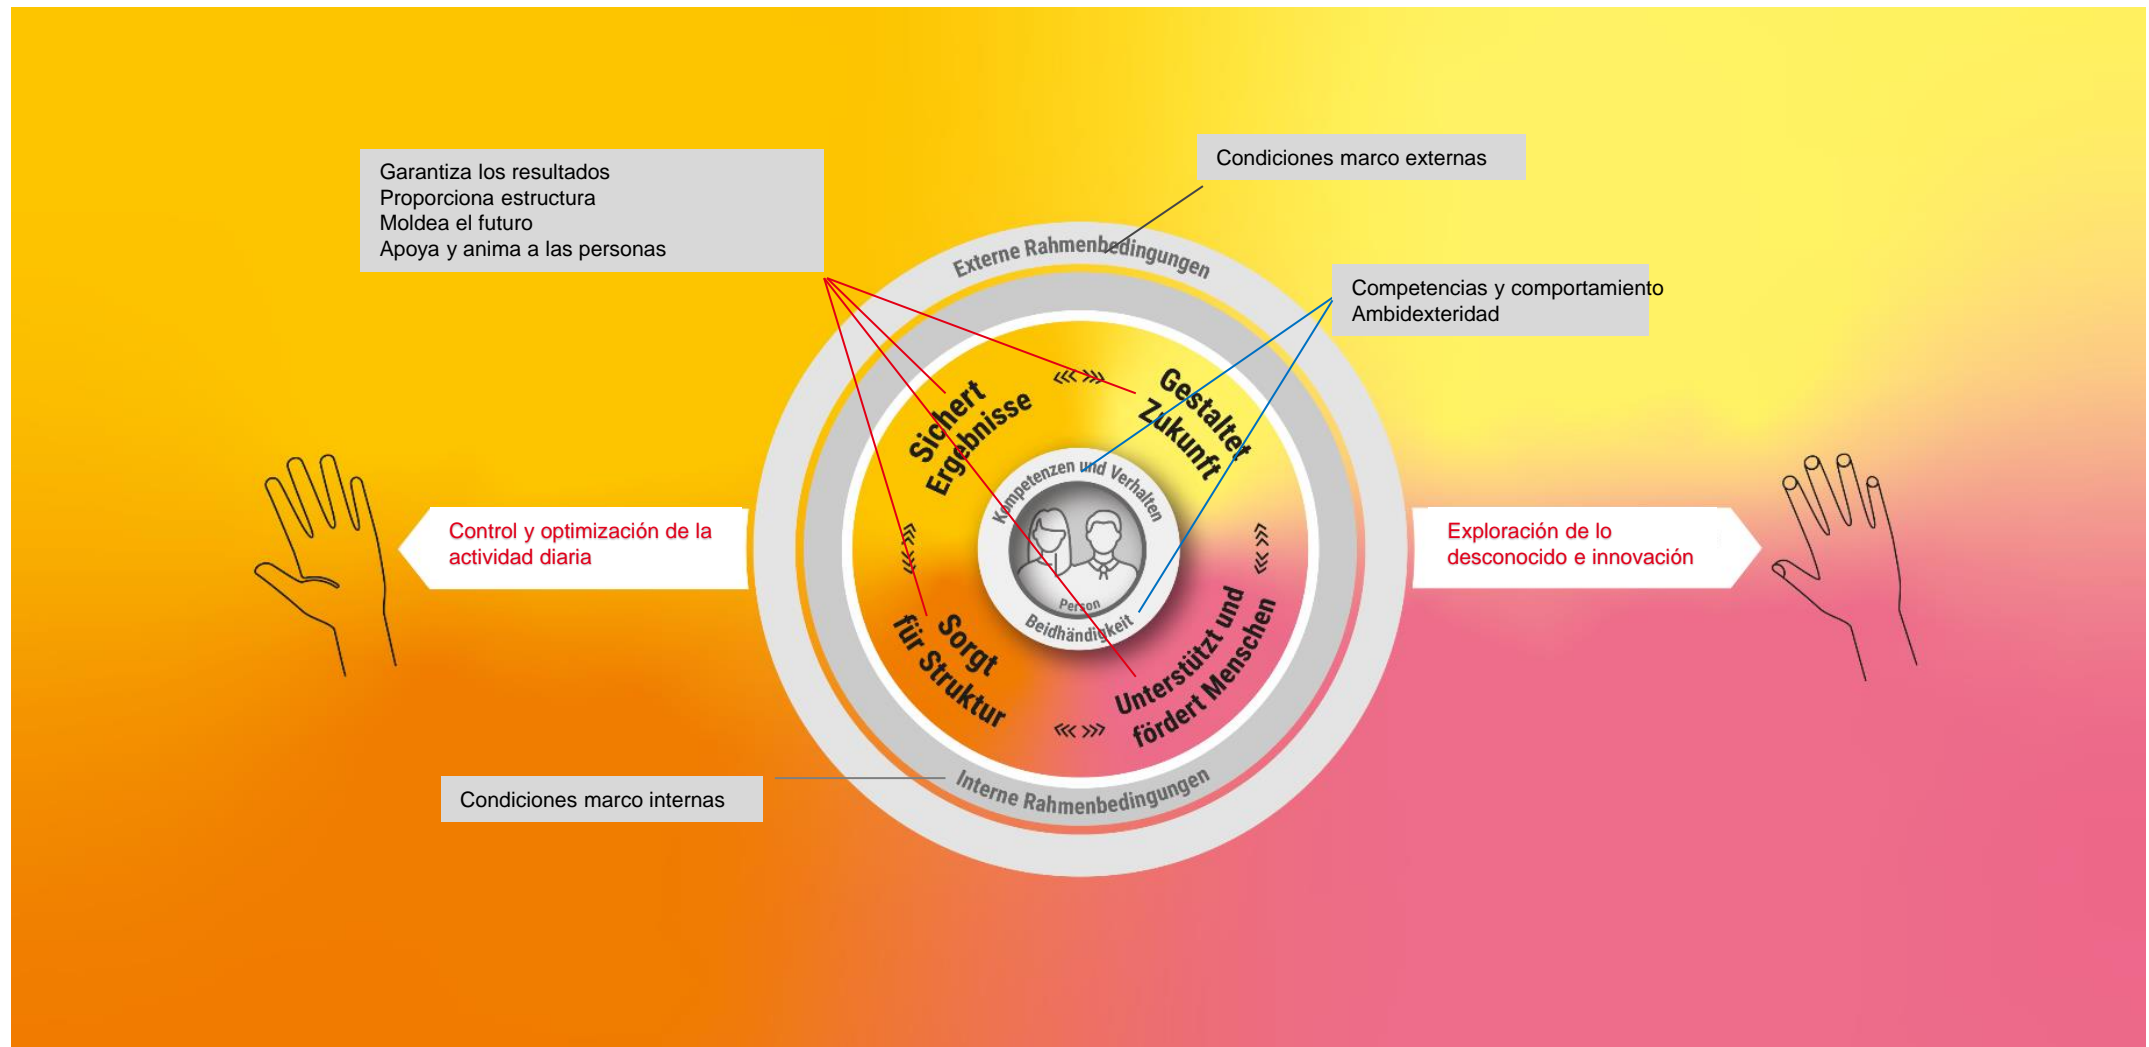 Garantiza los resultados
Proporciona estructura
Moldea el futuro
Apoya y anima a las personas
Condiciones marco externas
Competencias y comportamiento
Ambidexteridad
Externe Rahmenbedingungen
Sichert
Ergebnisse
Gestaltet
Zukunft
Kompetenzen und Verhalten
Person
Beidhändigkeit
Control y optimización de la
actividad diaria
Exploración de lo
desconocido e innovación
Sorgt
für Struktur
Unterstützt und
fördert Menschen
Interne Rahmenbedingungen
Condiciones marco internas